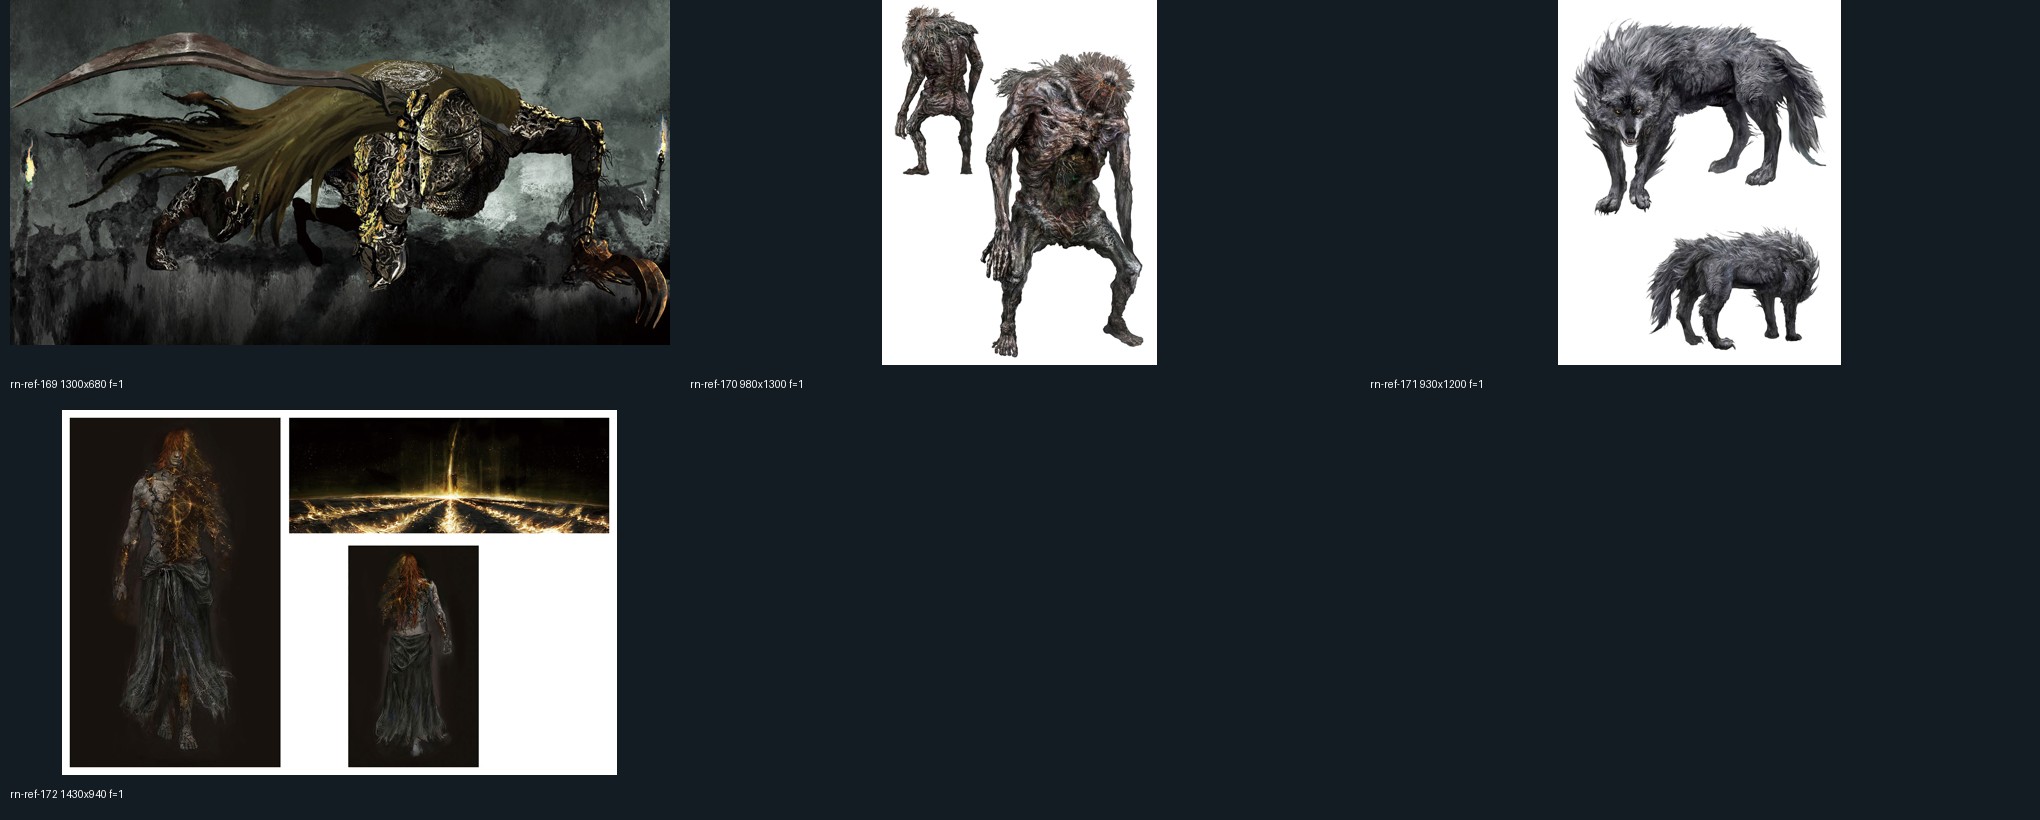 rn-ref-169 1300x680 f=1
rn-ref-170 980x1300 f=1
rn-ref-171 930x1200 f=1
rn-ref-172 1430x940 f=1